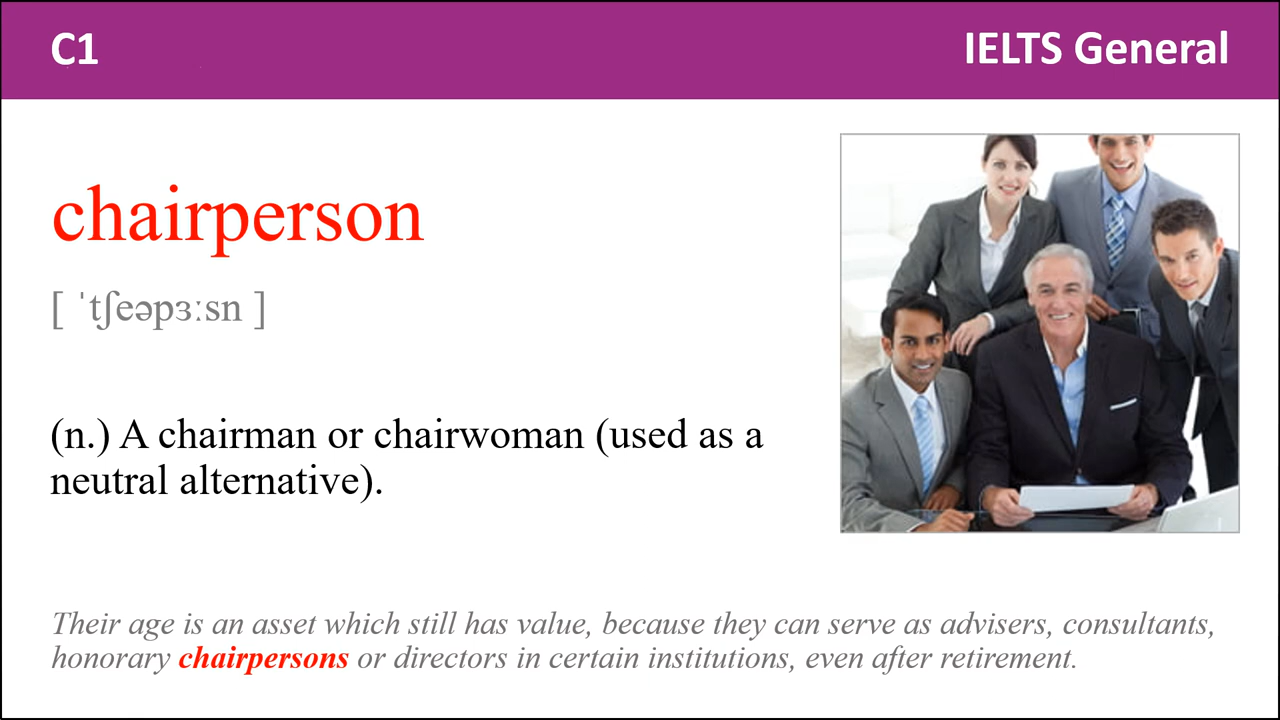 C1
IELTS General
chairperson
[ ˈtʃeəpɜːsn ]
(n.) A chairman or chairwoman (used as a
neutral alternative).
Their age is an asset which still has value, because they can serve as advisers, consultants,
honorary chairpersons or directors in certain institutions, even after retirement.